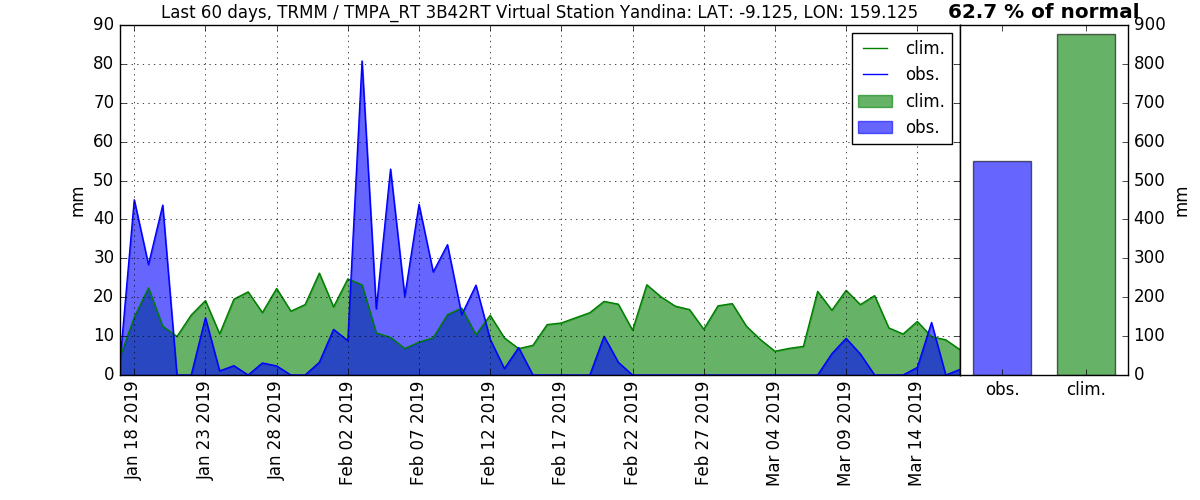 Last 60 days, TRMM / TMPA_RT 3B42RT Virtual Station Yandina: LAT: -9.125, LON: 159.125
62.7 % of normal
90
80
70
60
50
40
30
20
10
0
mm
clim.
obs.
clim.
obs.
Jan 18 2019
Jan 23 2019
Jan 28 2019
Feb 02 2019
Feb 07 2019
Feb 12 2019
Feb 17 2019
Feb 22 2019
Feb 27 2019
Mar 04 2019
Mar 09 2019
Mar 14 2019
900
800
700
600
500
400
300
200
100
0
mm
obs.
clim.